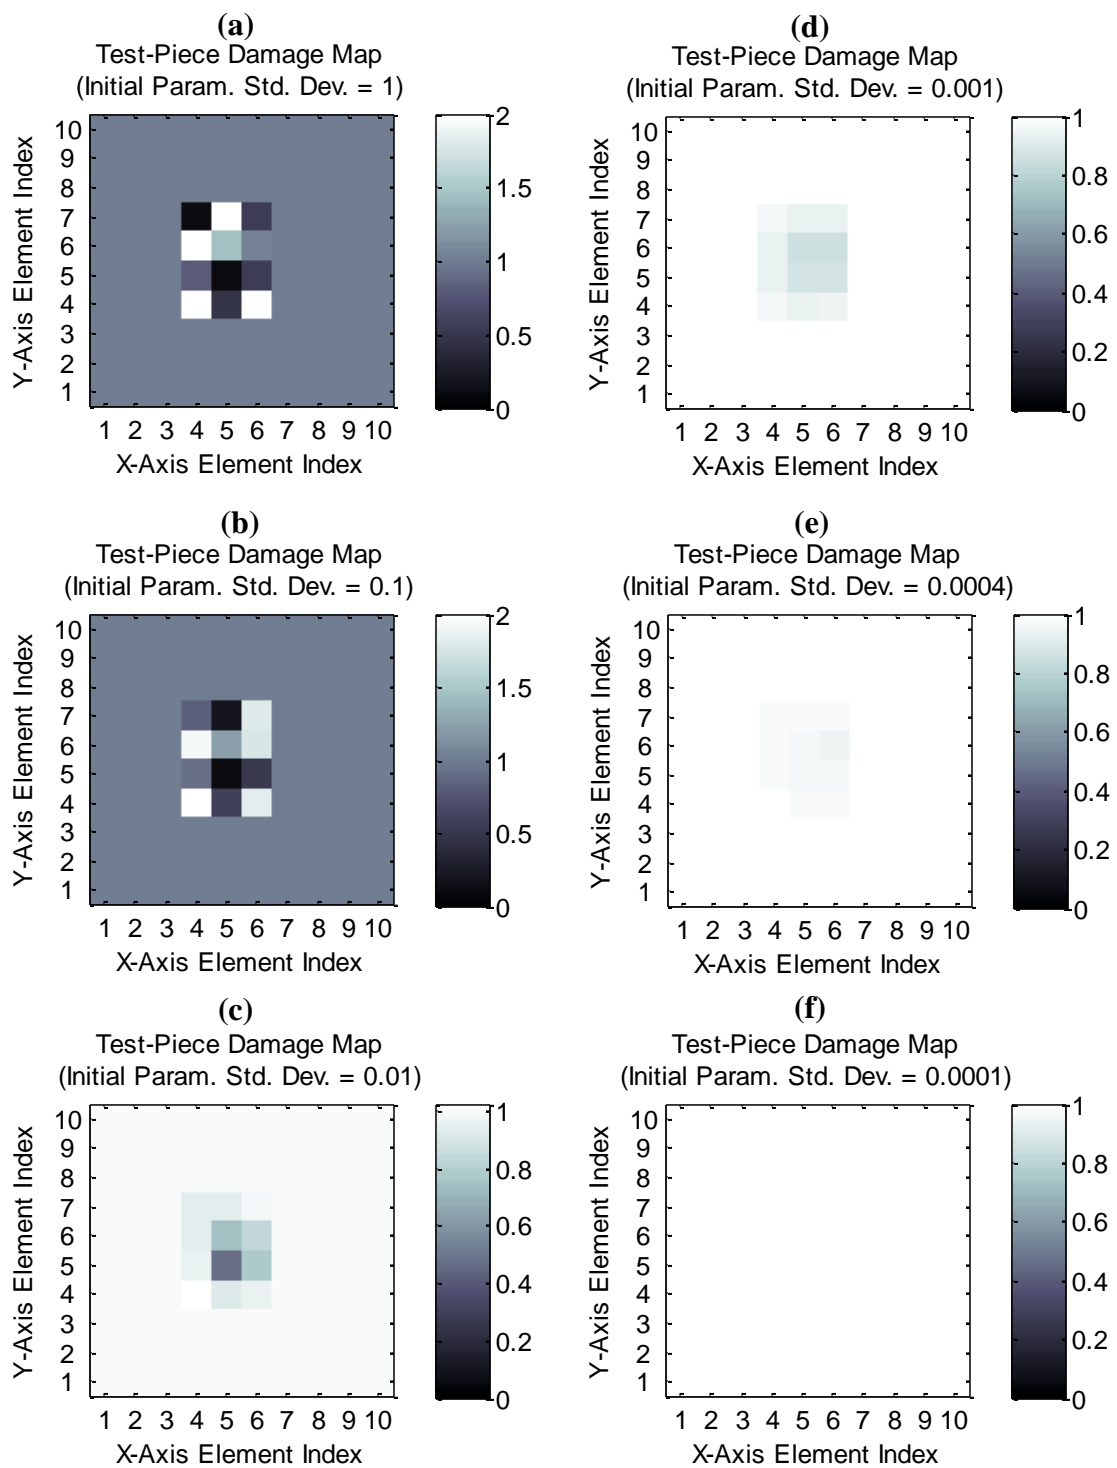 (a)
Test-Piece Damage Map
(Initial Param. Std. Dev. = 1)
10
9
8
7
6
5
4
3
2
1
Y-Axis Element Index
1 2 3 4 5 6 7 8 9 10
X-Axis Element Index
2
1.5
1
0.5
0
(b)
Test-Piece Damage Map
(Initial Param. Std. Dev. = 0.1)
10
9
8
7
6
5
4
3
2
1
Y-Axis Element Index
1 2 3 4 5 6 7 8 9 10
X-Axis Element Index
2
1.5
1
0.5
0
(c)
Test-Piece Damage Map
(Initial Param. Std. Dev. = 0.01)
10
9
8
7
6
5
4
3
2
1
Y-Axis Element Index
1 2 3 4 5 6 7 8 9 10
X-Axis Element Index
1
0.8
0.6
0.4
0.2
0
(d)
Test-Piece Damage Map
(Initial Param. Std. Dev. = 0.001)
10
9
8
7
6
5
4
3
2
1
Y-Axis Element Index
1 2 3 4 5 6 7 8 9 10
X-Axis Element Index
1
0.8
0.6
0.4
0.2
0
(e)
Test-Piece Damage Map
(Initial Param. Std. Dev. = 0.0004)
10
9
8
7
6
5
4
3
2
1
Y-Axis Element Index
1 2 3 4 5 6 7 8 9 10
X-Axis Element Index
1
0.8
0.6
0.4
0.2
0
(f)
Test-Piece Damage Map
(Initial Param. Std. Dev. = 0.0001)
10
9
8
7
6
5
4
3
2
1
Y-Axis Element Index
1 2 3 4 5 6 7 8 9 10
X-Axis Element Index
1
0.8
0.6
0.4
0.2
0